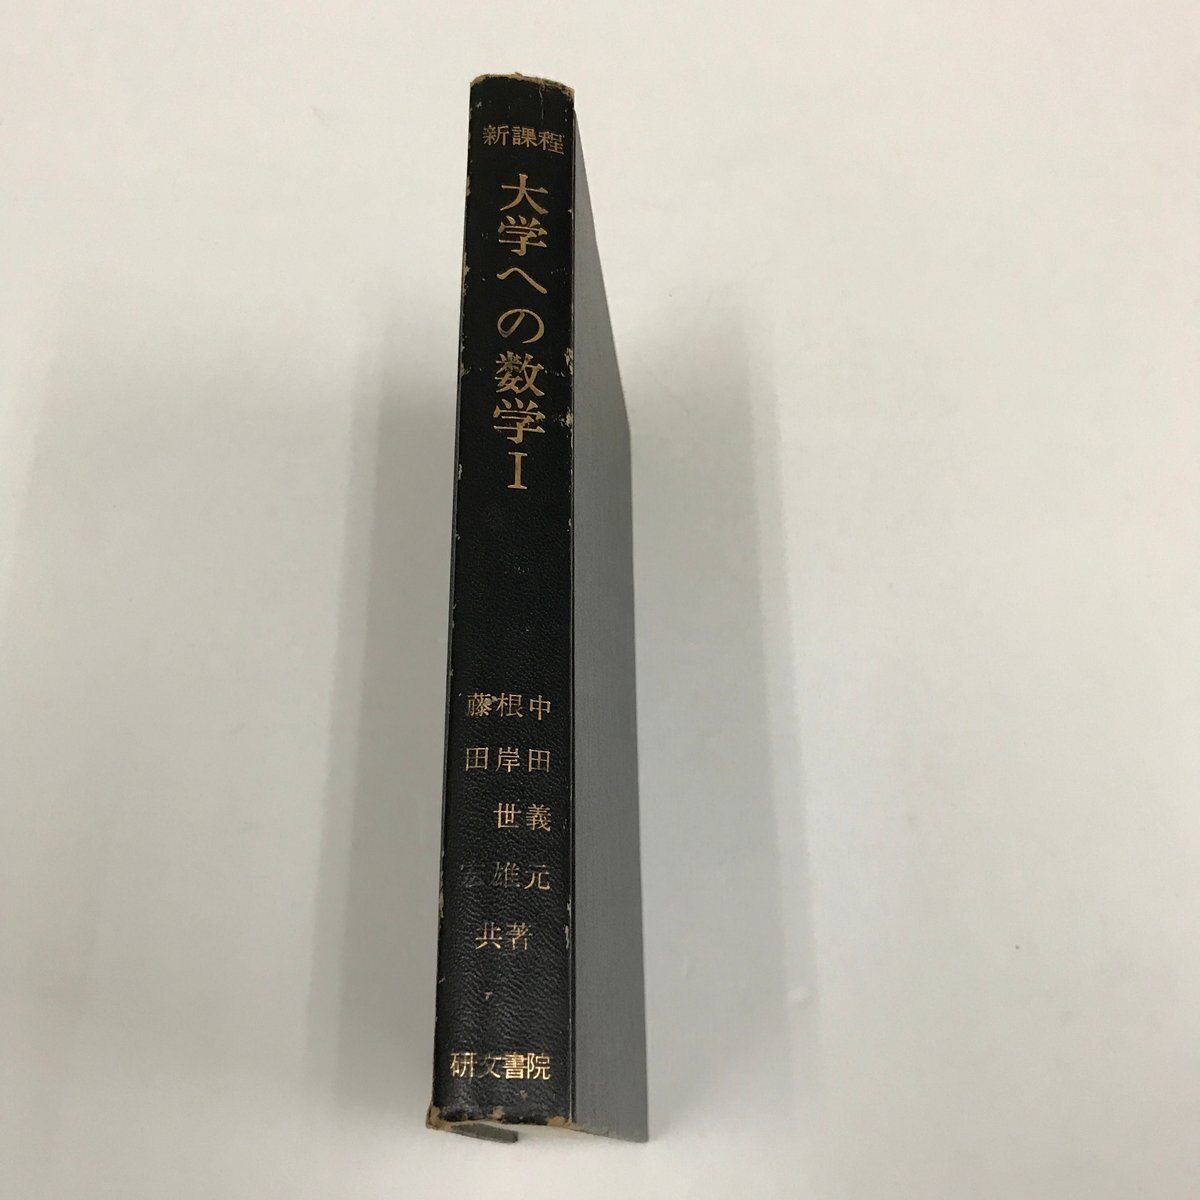 新課程
大学への数学I
中田義元
根岸世雄
藤田宏
共著
研文書院